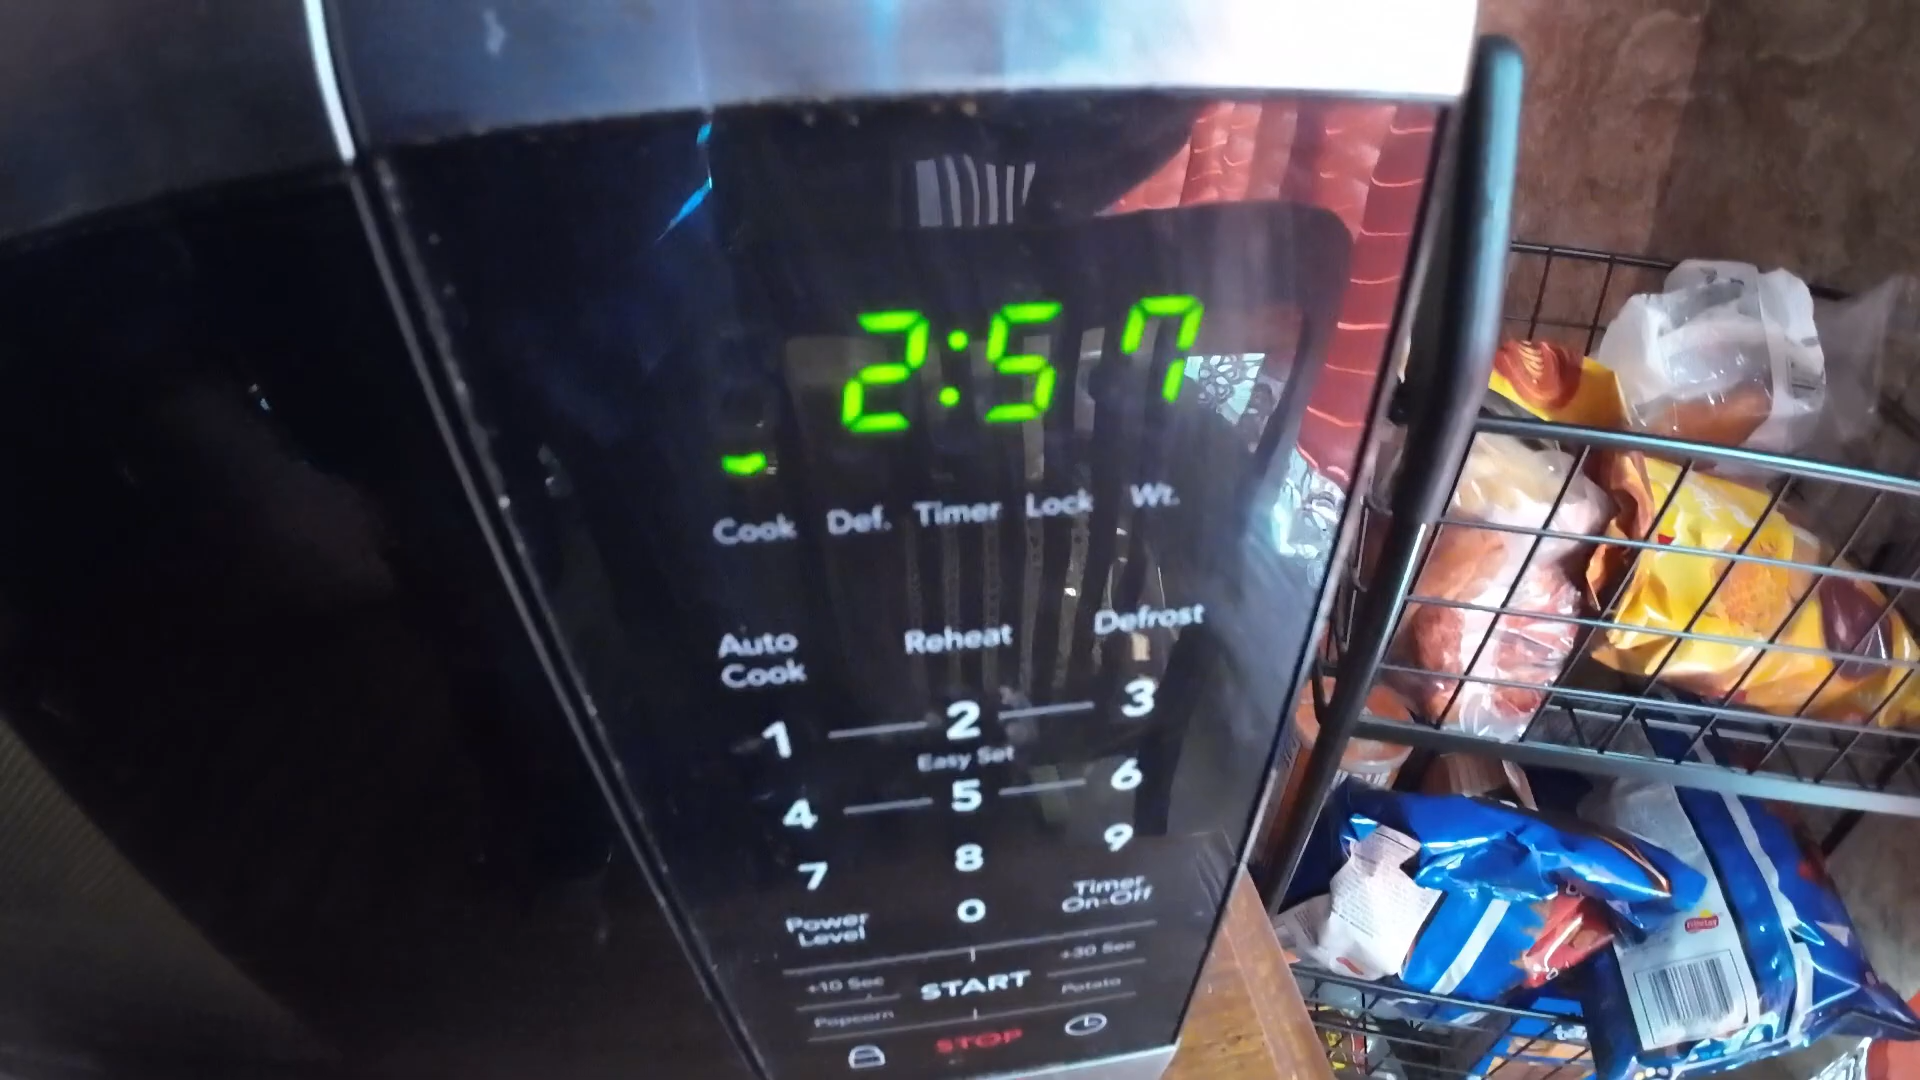 2:57
Cook Def. Timer Lock Wt.
Auto Cook Reheat Defrost
1 2 3
Easy Set
4 5 6
7 8 9
Power Level 0 Timer On-Off
+10 Sec START +30 Sec
Popcorn STOP Potato